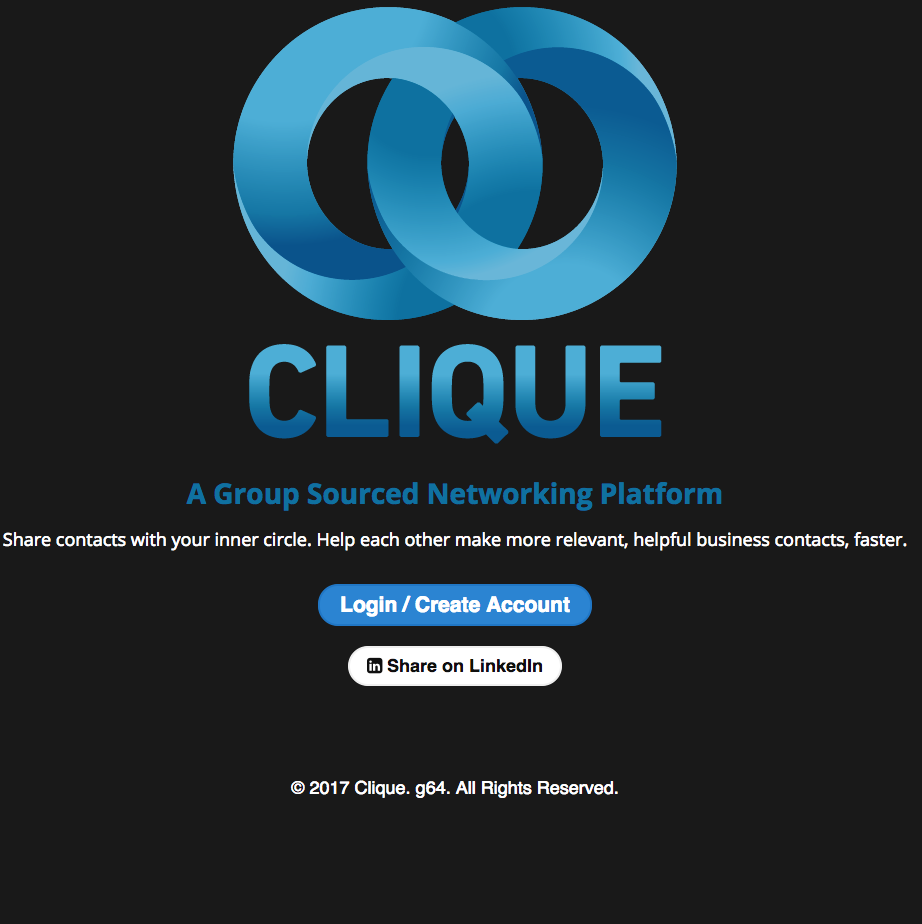 CLIQUE
A Group Sourced Networking Platform
Share contacts with your inner circle. Help each other make more relevant, helpful business contacts, faster.
Login / Create Account
in Share on LinkedIn
© 2017 Clique. g64. All Rights Reserved.